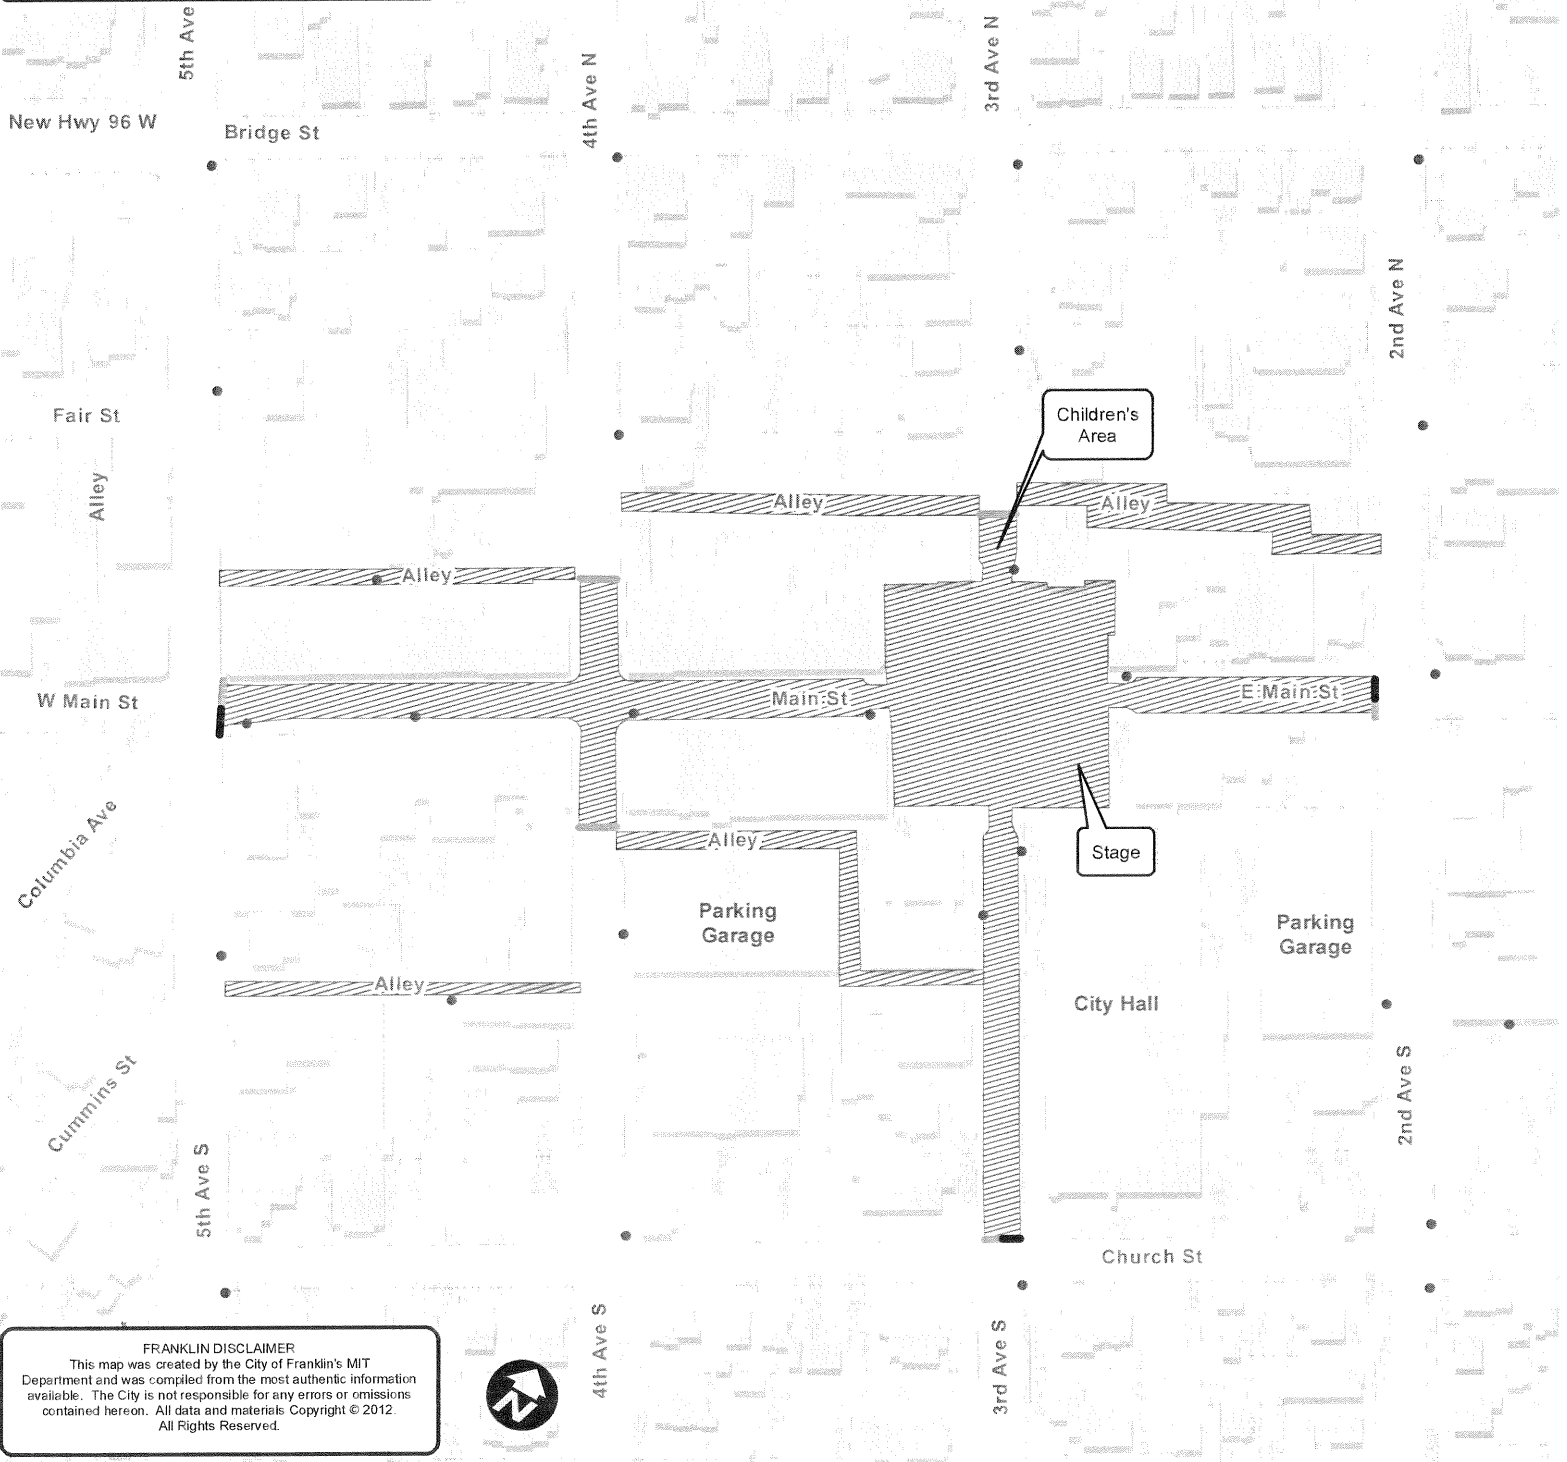 5th Ave
4th Ave N
3rd Ave N
New Hwy 96 W
Bridge St
2nd Ave N
Fair St
Children's
Area
Alley
Alley
Alley
Alley
W Main St
Main St
E Main St
Columbia Ave
Alley
Stage
Parking
Garage
Parking
Garage
Alley
City Hall
Cummins St
2nd Ave S
5th Ave S
Church St
4th Ave S
3rd Ave S
FRANKLIN DISCLAIMER
This map was created by the City of Franklin's MIT
Department and was compiled from the most authentic information
available. The City is not responsible for any errors or omissions
contained hereon. All data and materials Copyright © 2012.
All Rights Reserved.
N